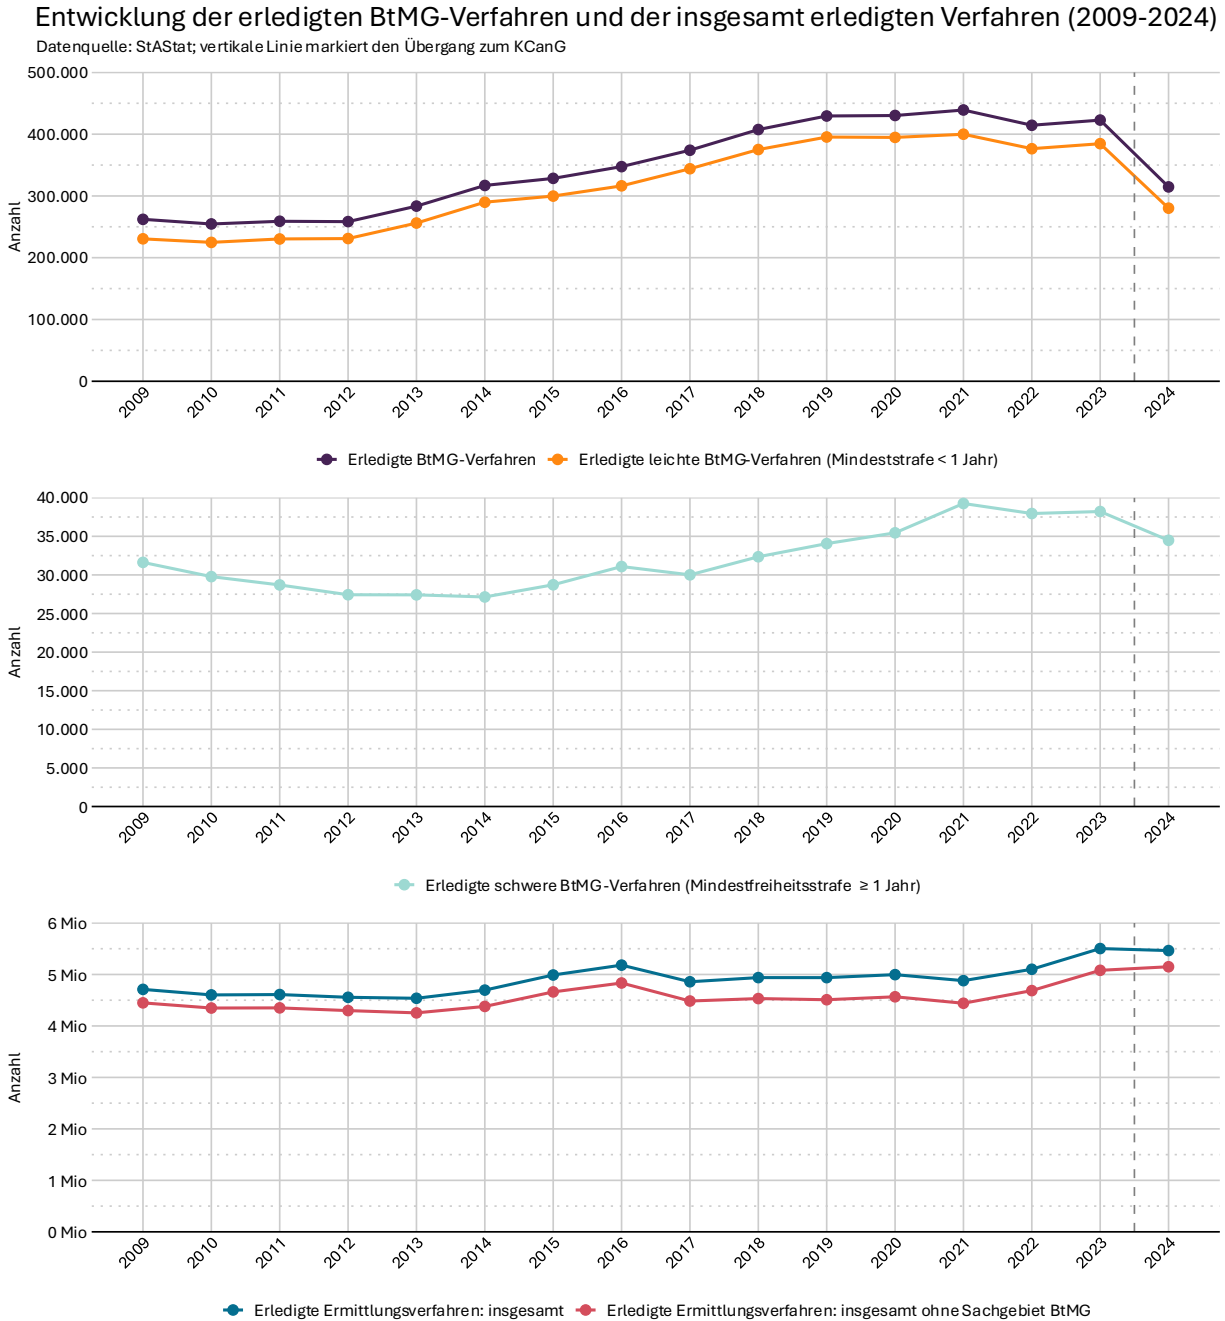 Entwicklung der erledigten BtMG-Verfahren und der insgesamt erledigten Verfahren (2009-2024)
Datenquelle: StAStat; vertikale Linie markiert den Übergang zum KCanG
500.000
400.000
300.000
200.000
100.000
0
Anzahl
2009 2010 2011 2012 2013 2014 2015 2016 2017 2018 2019 2020 2021 2022 2023 2024
Erledigte BtMG-Verfahren Erledigte leichte BtMG-Verfahren (Mindeststrafe < 1 Jahr)
40.000
35.000
30.000
25.000
20.000
15.000
10.000
5.000
0
Anzahl
2009 2010 2011 2012 2013 2014 2015 2016 2017 2018 2019 2020 2021 2022 2023 2024
Erledigte schwere BtMG-Verfahren (Mindestfreiheitsstrafe ≥ 1 Jahr)
6 Mio
5 Mio
4 Mio
3 Mio
2 Mio
1 Mio
0 Mio
Anzahl
2009 2010 2011 2012 2013 2014 2015 2016 2017 2018 2019 2020 2021 2022 2023 2024
Erledigte Ermittlungsverfahren: insgesamt Erledigte Ermittlungsverfahren: insgesamt ohne Sachgebiet BtMG